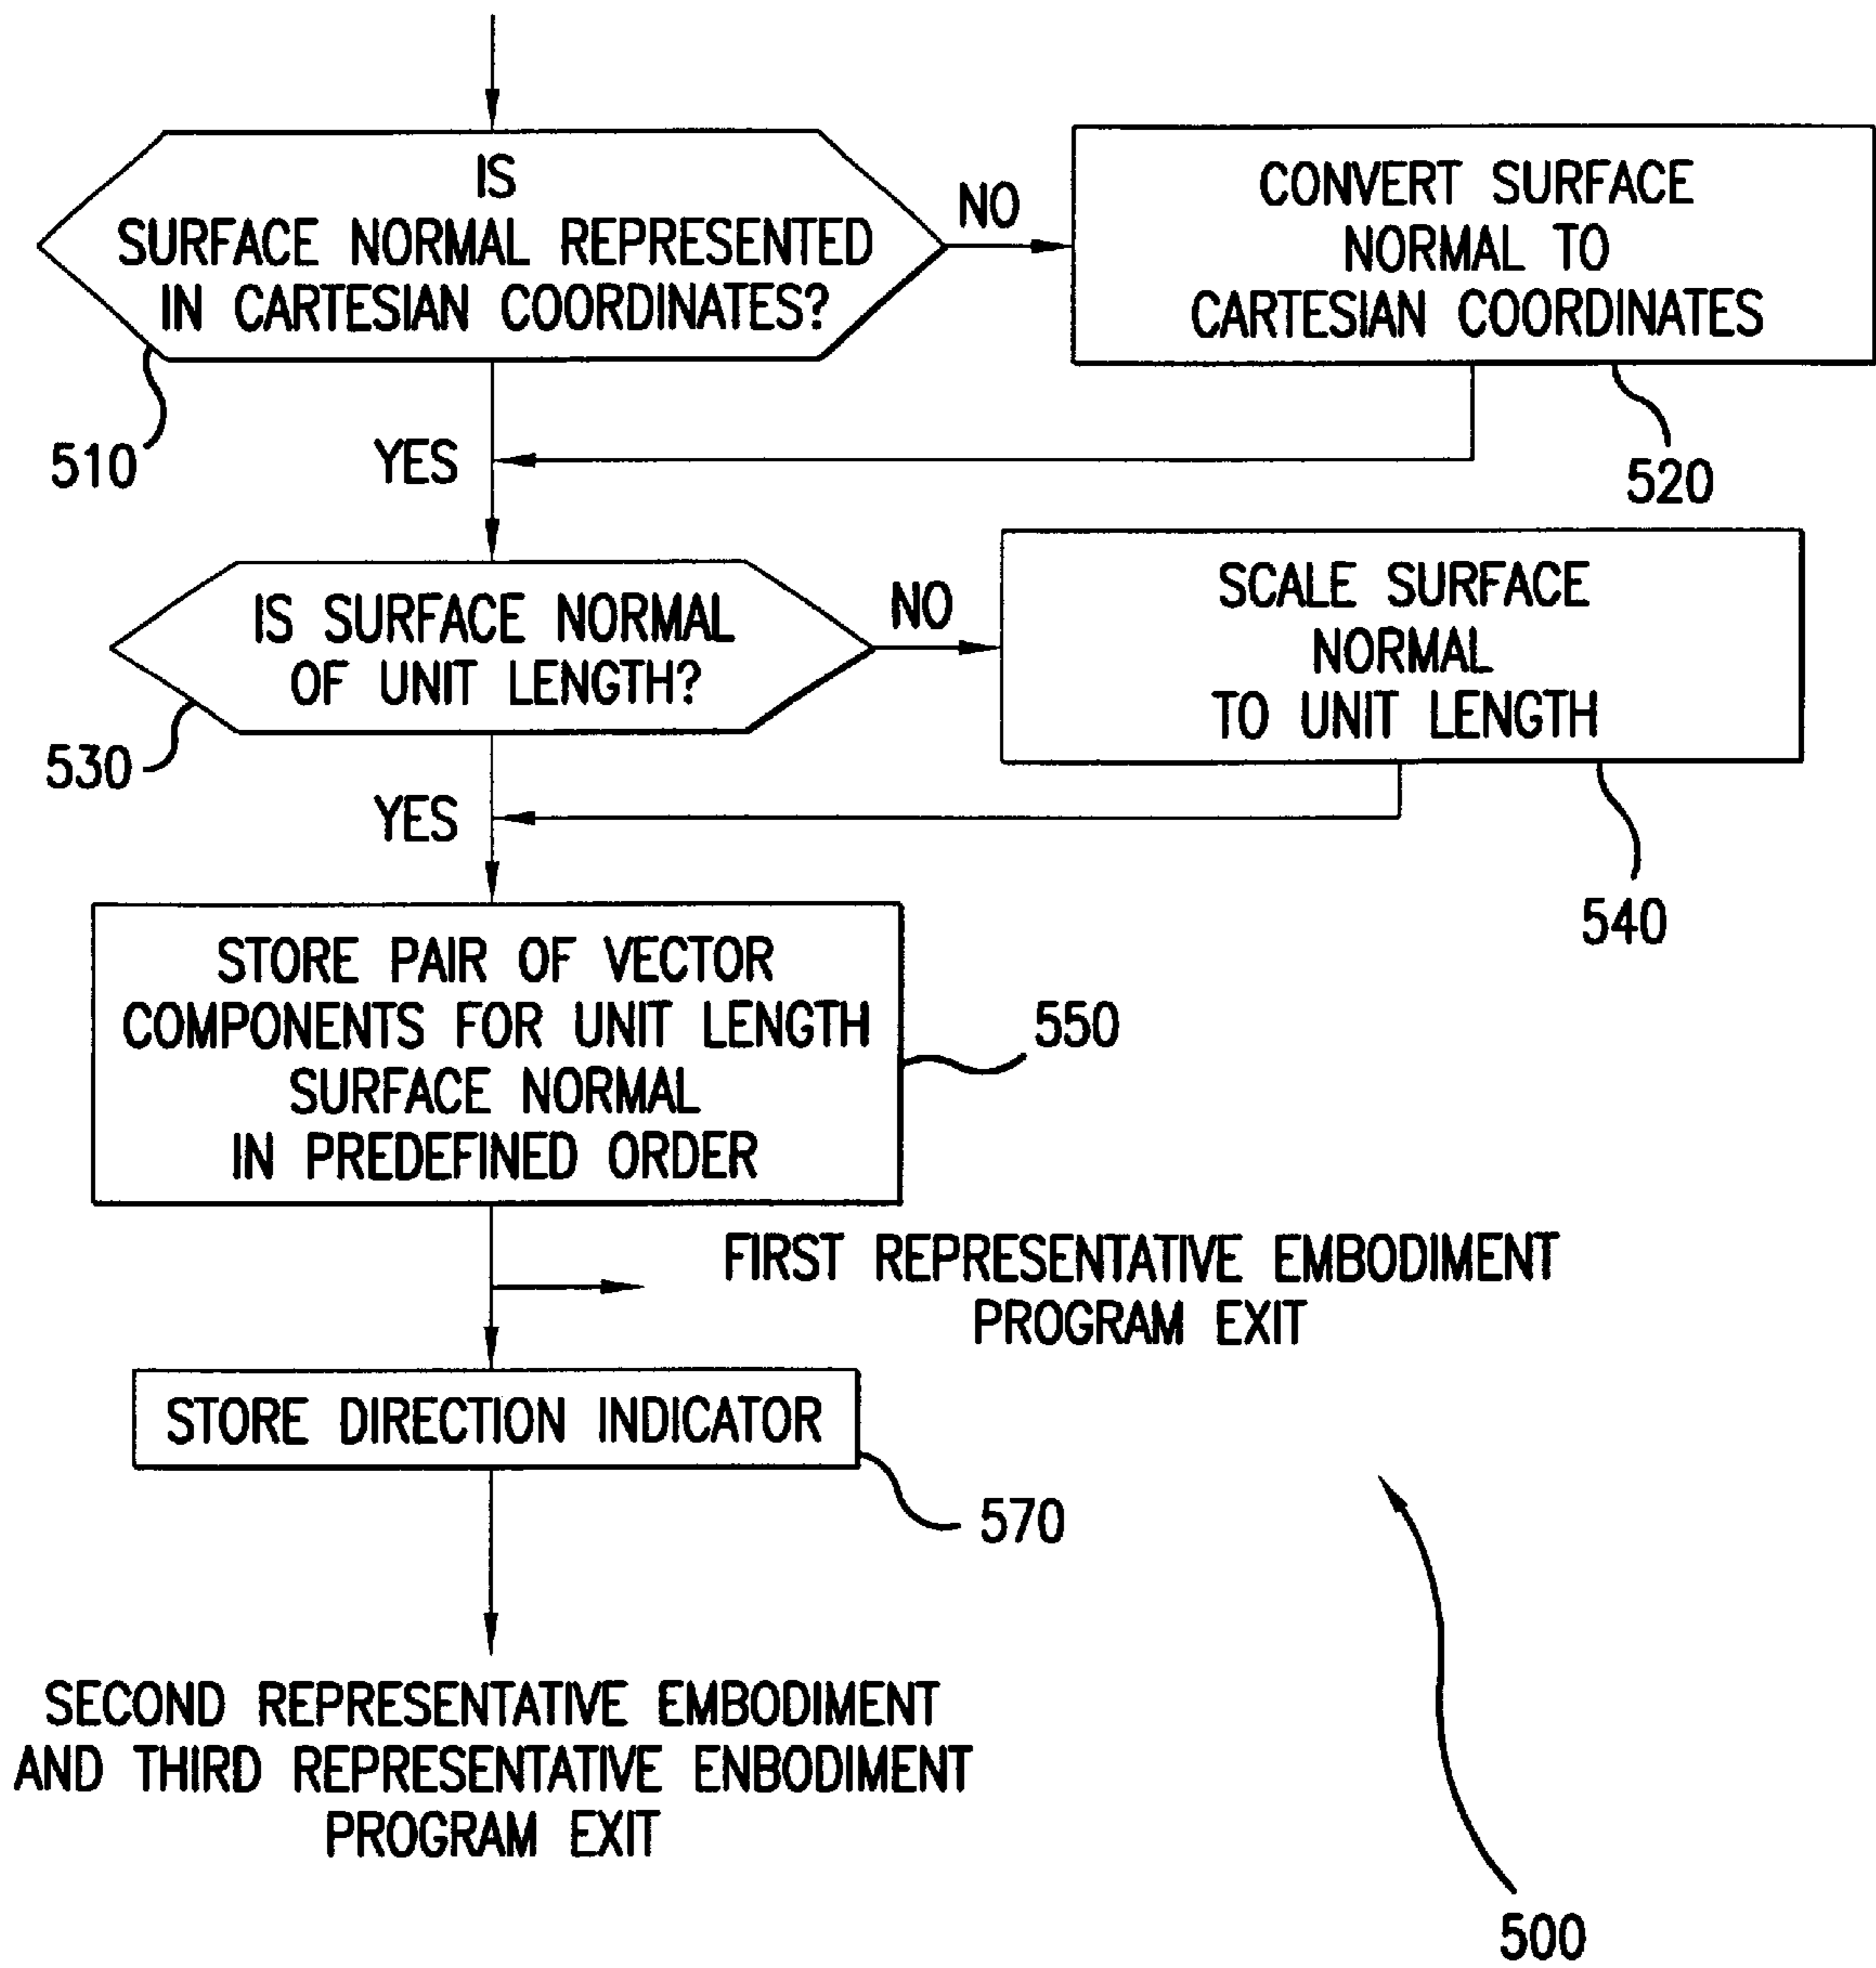 IS
SURFACE NORMAL REPRESENTED
IN CARTESIAN COORDINATES?
NO
CONVERT SURFACE
NORMAL TO
CARTESIAN COORDINATES
510
YES
520
IS SURFACE NORMAL
OF UNIT LENGTH?
NO
SCALE SURFACE
NORMAL
TO UNIT LENGTH
530
YES
540
STORE PAIR OF VECTOR
COMPONENTS FOR UNIT LENGTH
SURFACE NORMAL
IN PREDEFINED ORDER
550
FIRST REPRESENTATIVE EMBODIMENT
PROGRAM EXIT
STORE DIRECTION INDICATOR
570
SECOND REPRESENTATIVE EMBODIMENT
AND THIRD REPRESENTATIVE ENBODIMENT
PROGRAM EXIT
500